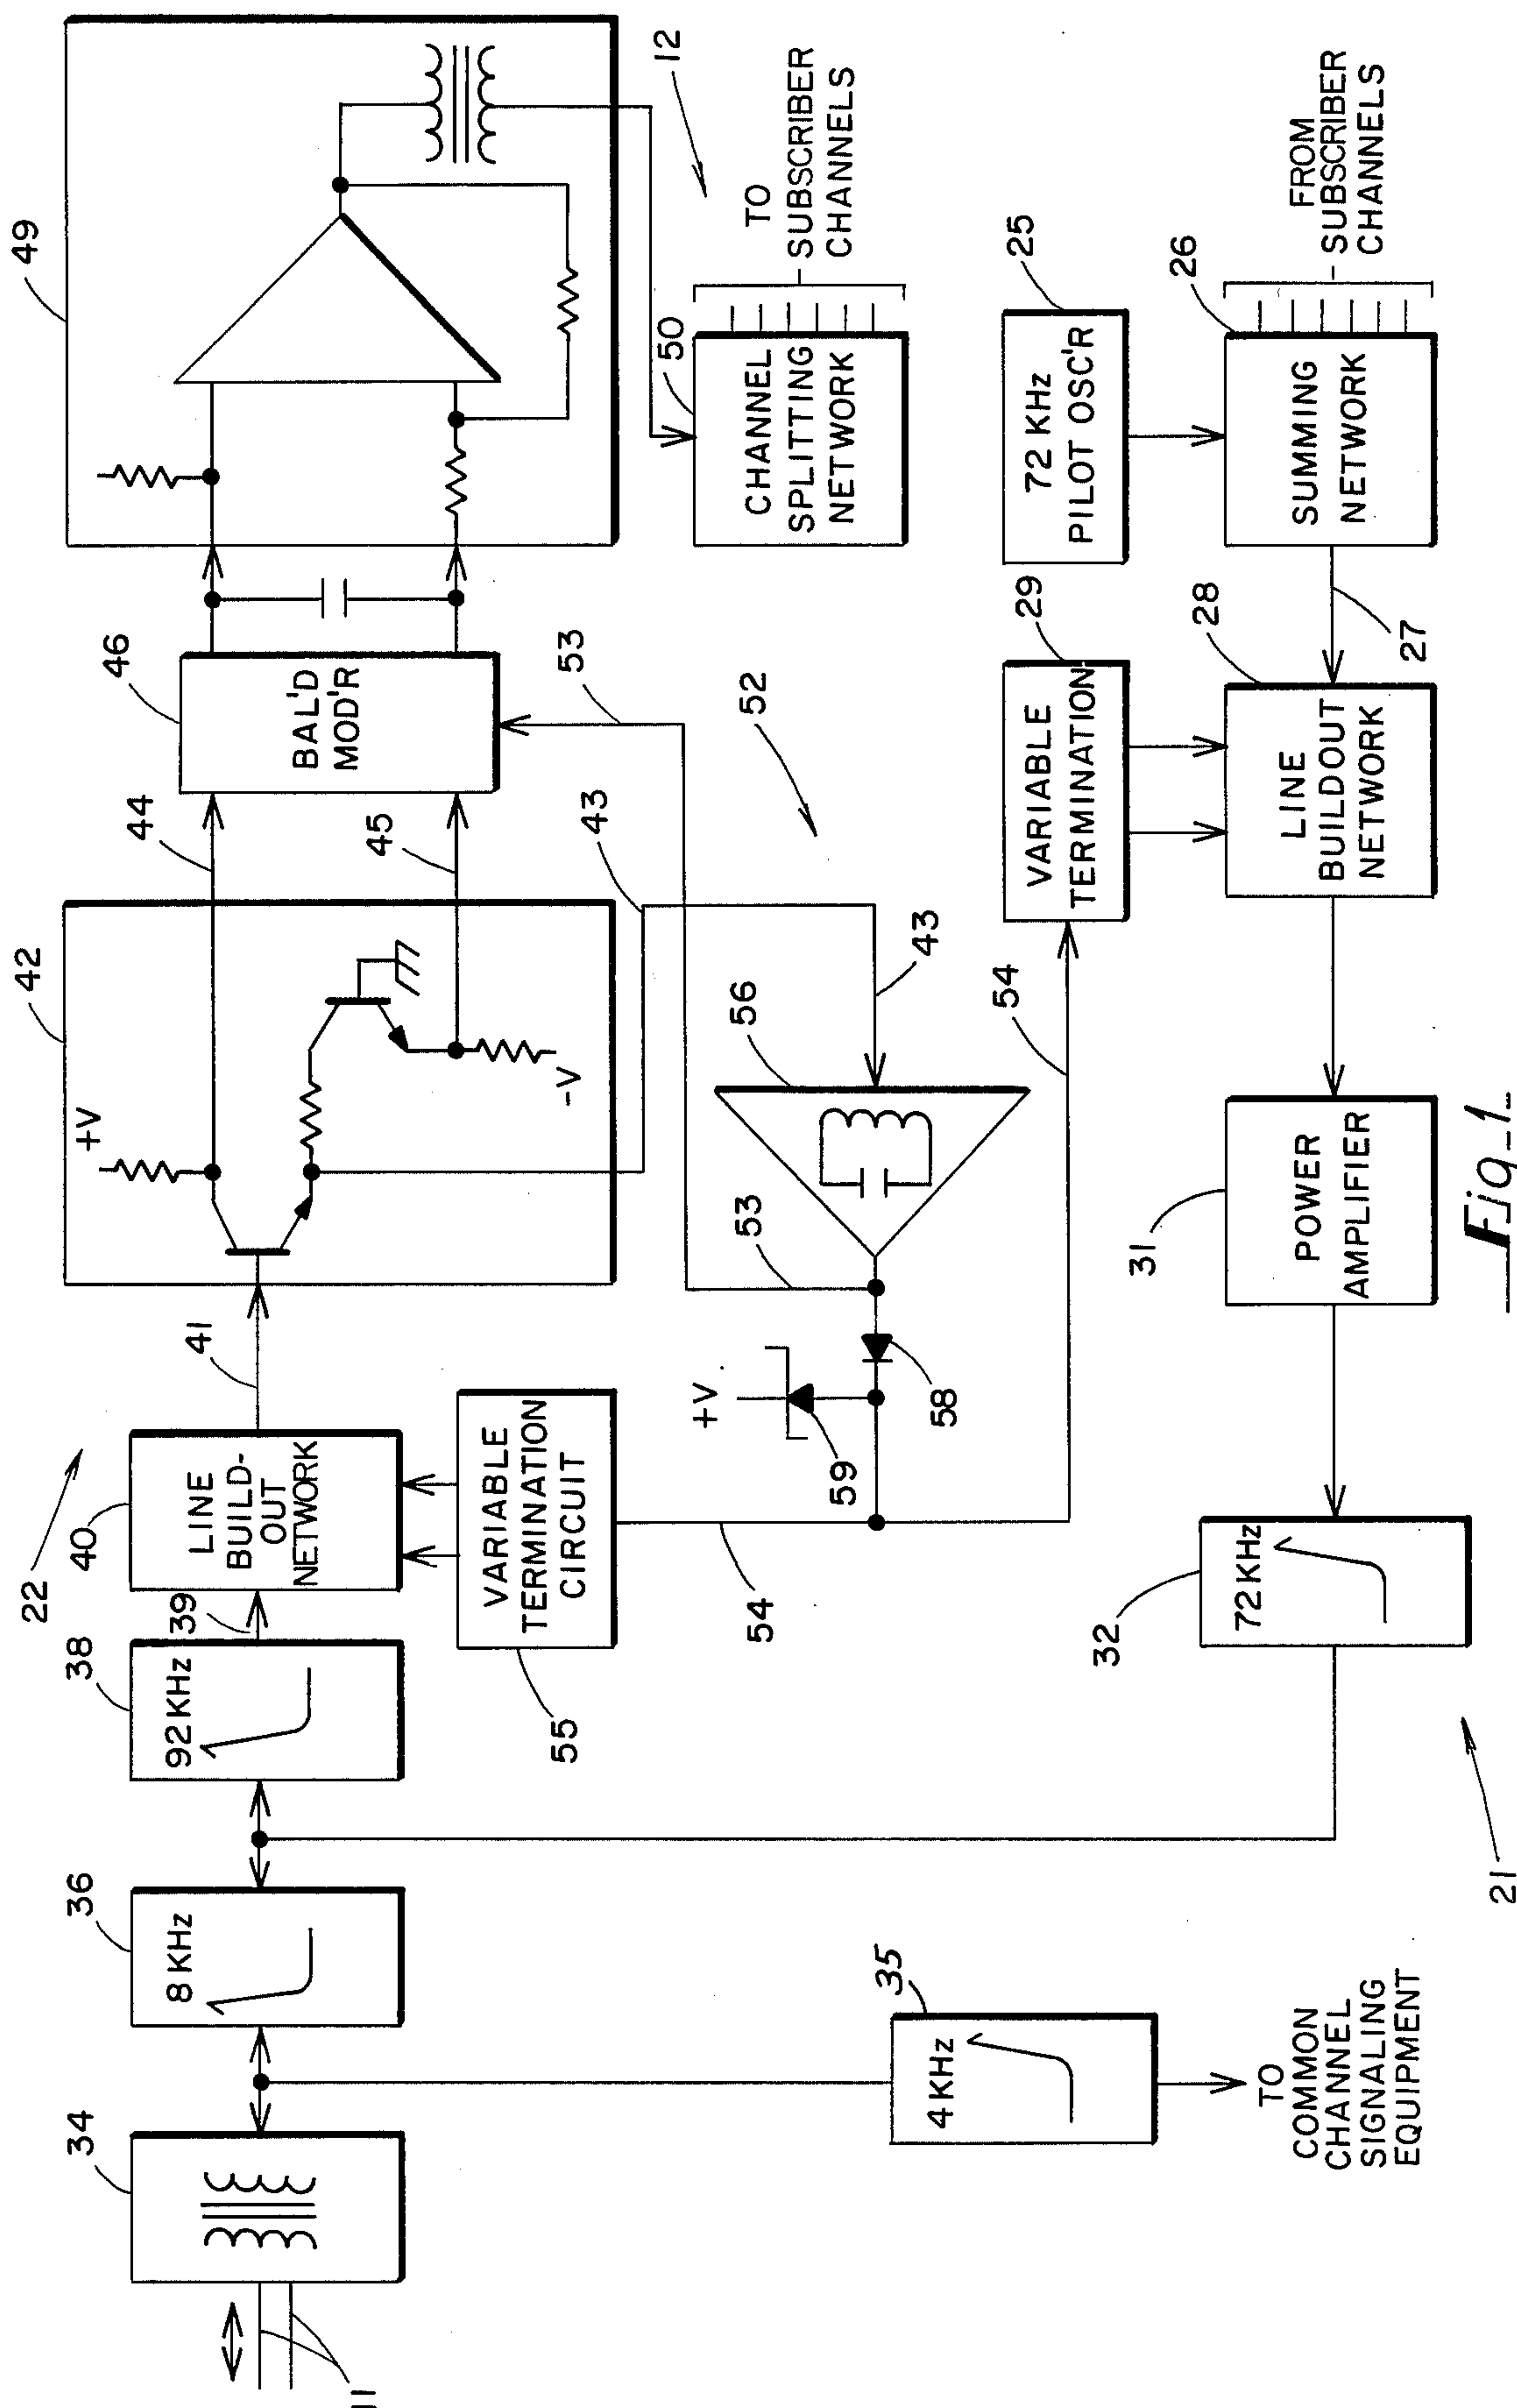 11
34
36
8 KHz
38
92 KHz
39
22
40
LINE
BUILD-
OUT
NETWORK
41
42
+V
-V
44
45
43
46
BAL'D
MOD'R
53
49
12
50
CHANNEL
SPLITTING
NETWORK
TO
SUBSCRIBER
CHANNELS
55
VARIABLE
TERMINATION
CIRCUIT
54
+V
59
58
53
56
43
52
54
29
VARIABLE
TERMINATION
25
72 KHz
PILOT OSC'R
35
4 KHz
TO
COMMON
CHANNEL
SIGNALING
EQUIPMENT
21
32
72 KHz
31
POWER
AMPLIFIER
28
LINE
BUILDOUT
NETWORK
27
26
SUMMING
NETWORK
FROM
SUBSCRIBER
CHANNELS
Fig_1_